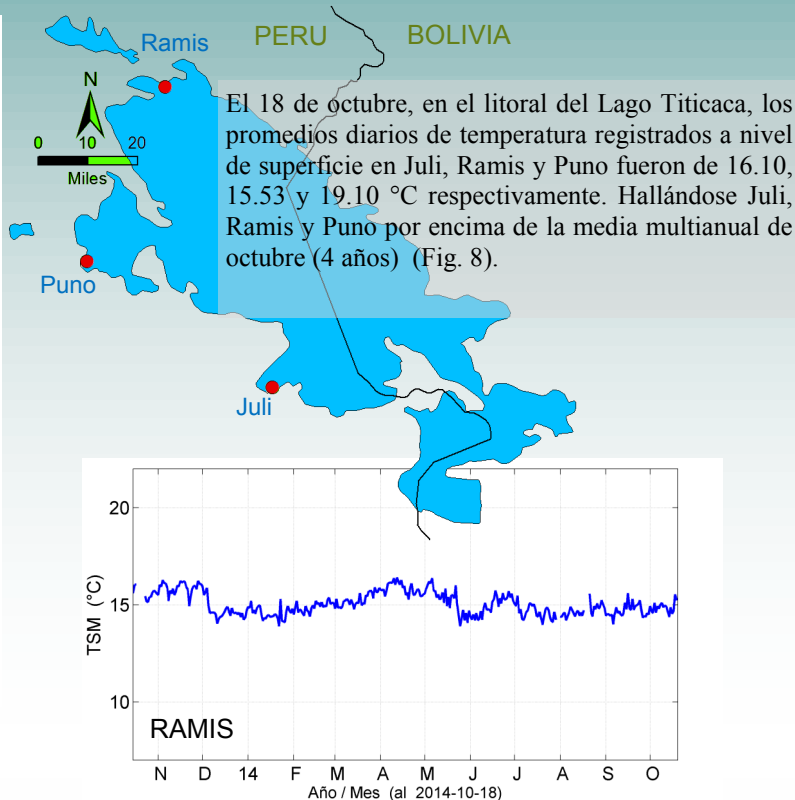 Ramis
PERU
BOLIVIA
N
0 10 20
Miles
El 18 de octubre, en el litoral del Lago Titicaca, los
promedios diarios de temperatura registrados a nivel
de superficie en Juli, Ramis y Puno fueron de 16.10,
15.53 y 19.10 °C respectivamente. Hallándose Juli,
Ramis y Puno por encima de la media multianual de
octubre (4 años) (Fig. 8).
Puno
Juli
20
15
10
TSM (°C)
RAMIS
N D 14 F M A M J J A S O
Año / Mes (al 2014-10-18)